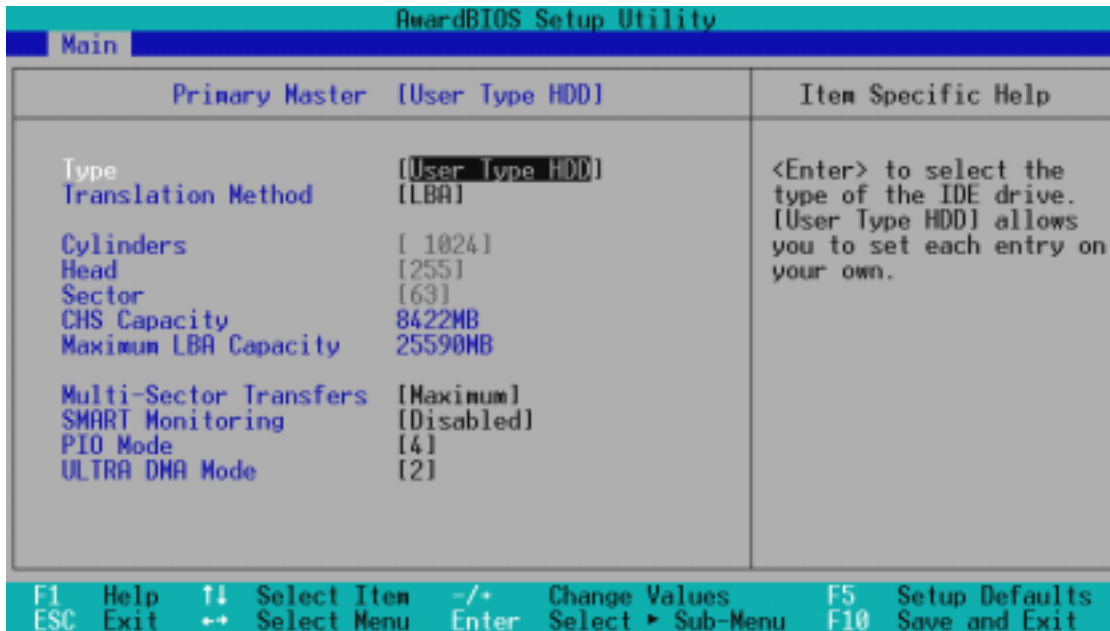 AwardBIOS Setup Utility
Main
Primary Master [User Type HDD]
Item Specific Help
Type [User Type HDD]
Translation Method [LBA]
Cylinders [ 1024]
Head [255]
Sector [63]
CHS Capacity 8422MB
Maximum LBA Capacity 25590MB
Multi-Sector Transfers [Maximum]
SMART Monitoring [Disabled]
PIO Mode [4]
ULTRA DMA Mode [2]
<Enter> to select the
type of the IDE drive.
[User Type HDD] allows
you to set each entry on
your own.
F1 Help ↑↓ Select Item -/+ Change Values F5 Setup Defaults
ESC Exit ←→ Select Menu Enter Select ► Sub-Menu F10 Save and Exit